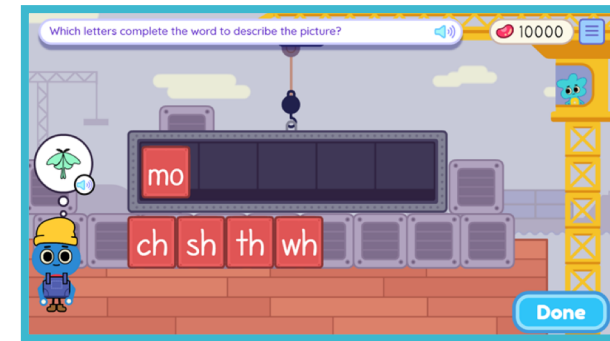 Which letters complete the word to describe the picture?
10000
mo
ch sh th wh
Done